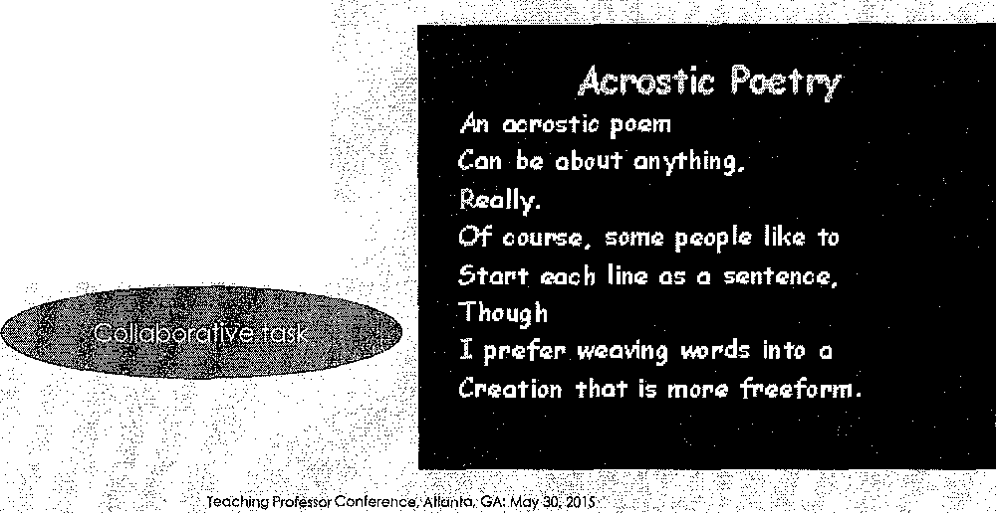 Acrostic Poetry
An acrostic poem
Can be about anything,
Really.
Of course, some people like to
Start each line as a sentence,
Though
I prefer weaving words into a
Creation that is more freeform.
Collaborative task
Teaching Professor Conference, Atlanta, GA: May 30, 2015